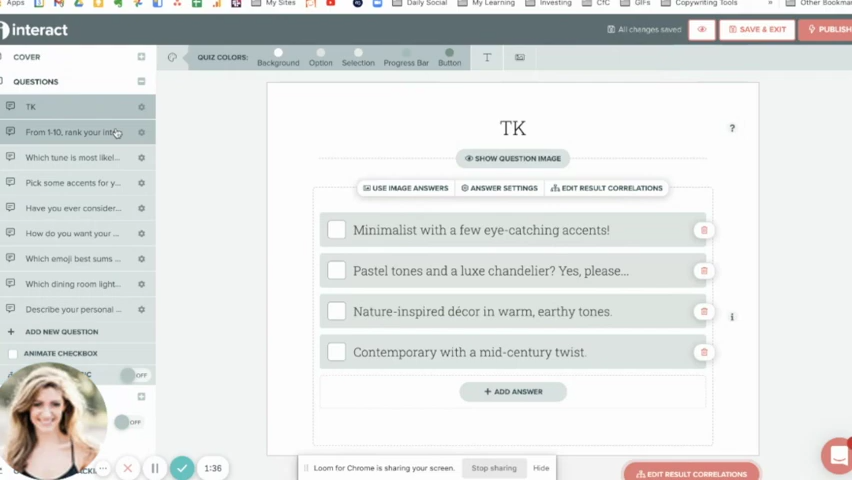 Apps
My Sites
Daily Social
My Learning
Investing
CfC
GIFs
Copywriting Tools
Other Bookmar
interact
All changes saved
SAVE & EXIT
PUBLISH
COVER
QUIZ COLORS:
Background
Option
Selection
Progress Bar
Button
T
QUESTIONS
TK
From 1-10, rank your inte
Which tune is most likel...
Pick some accents for y...
Have you ever consider...
How do you want your ...
Which emoji best sums ...
Which dining room light...
Describe your personal ...
+ ADD NEW QUESTION
ANIMATE CHECKBOX
OFF
OFF
TK
?
SHOW QUESTION IMAGE
USE IMAGE ANSWERS
ANSWER SETTINGS
EDIT RESULT CORRELATIONS
Minimalist with a few eye-catching accents!
Pastel tones and a luxe chandelier? Yes, please...
Nature-inspired décor in warm, earthy tones.
i
Contemporary with a mid-century twist.
+ ADD ANSWER
1:36
Loom for Chrome is sharing your screen.
Stop sharing
Hide
EDIT RESULT CORRELATIONS